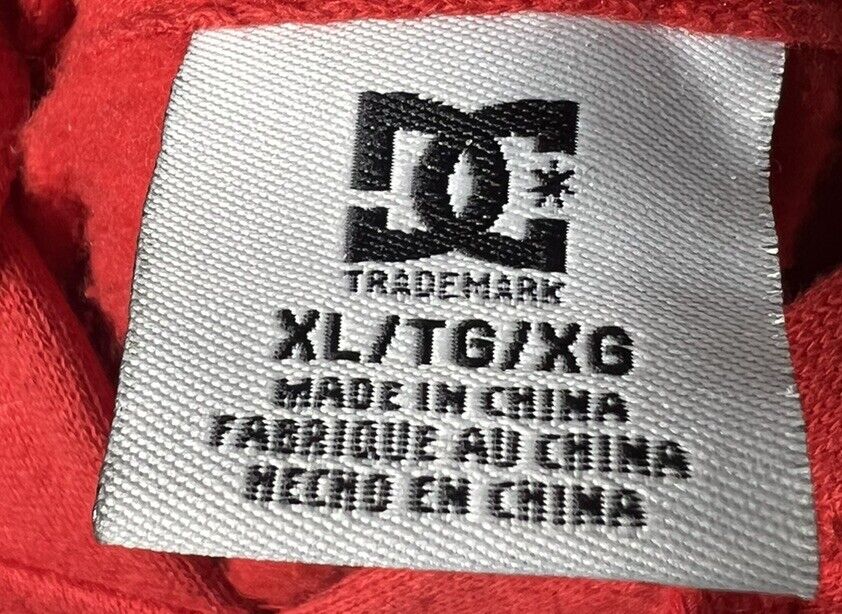 DC*
TRADEMARK
XL/TG/XG
MADE IN CHINA
FABRIQUE AU CHINA
HECHO EN CHINA